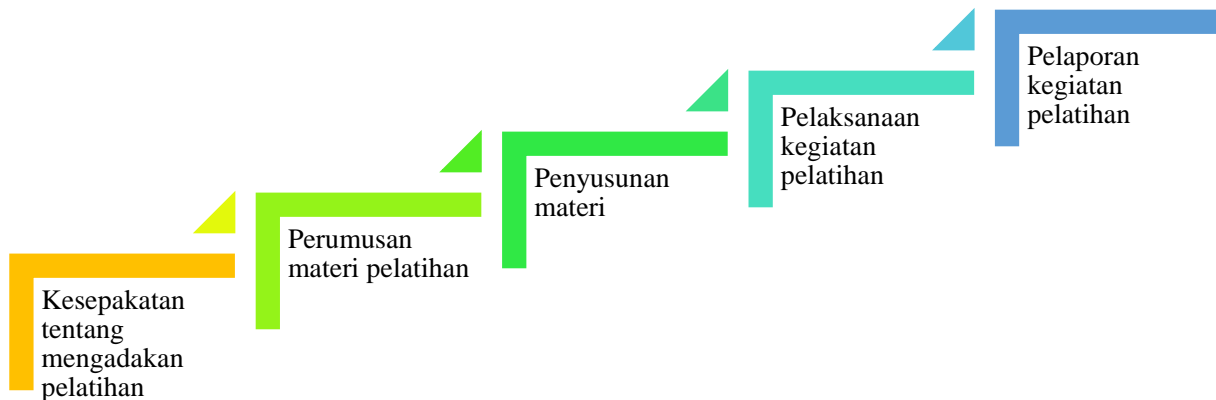 Kesepakatan
tentang
mengadakan
pelatihan
Perumusan
materi pelatihan
Penyusunan
materi
Pelaksanaan
kegiatan
pelatihan
Pelaporan
kegiatan
pelatihan